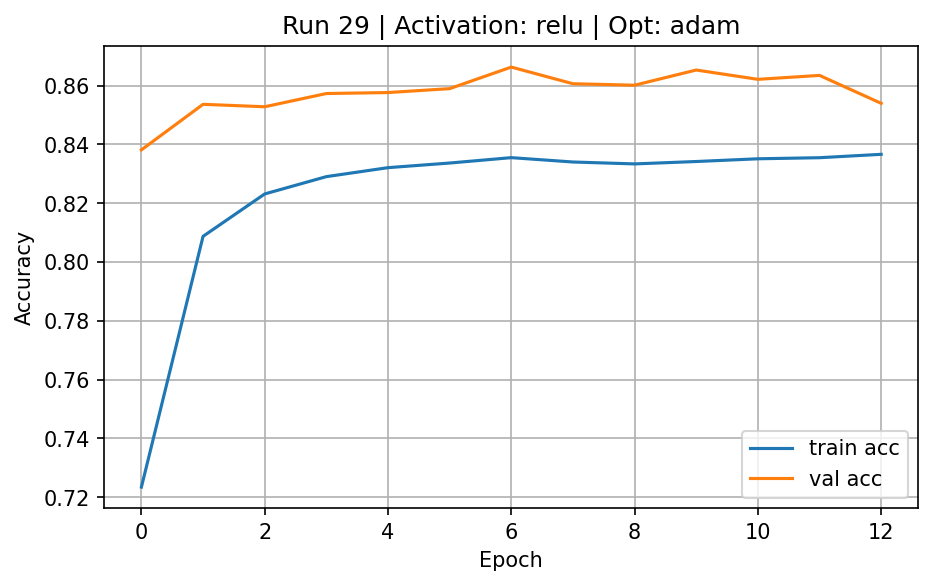 Run 29 | Activation: relu | Opt: adam
0.86
0.84
0.82
0.80
0.78
0.76
0.74
0.72
Accuracy
train acc
val acc
0 2 4 6 8 10 12
Epoch